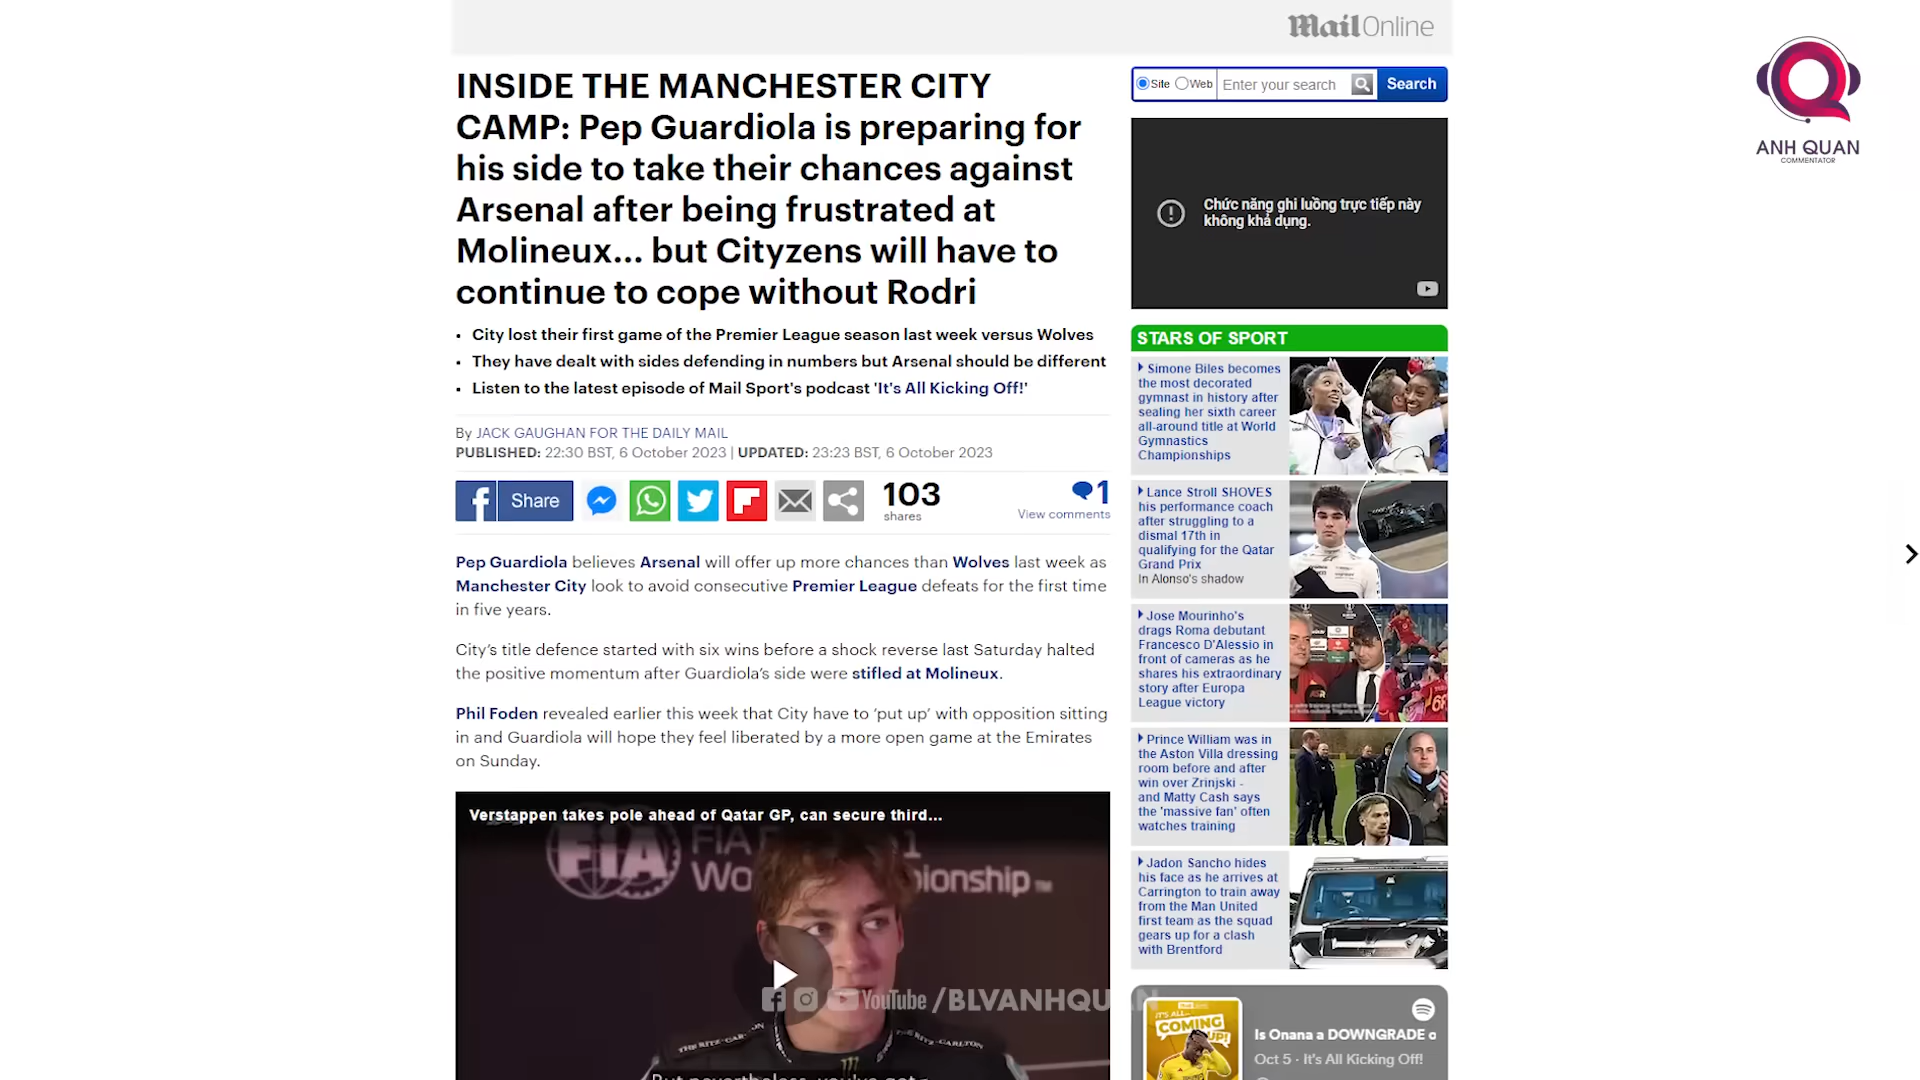 MailOnline
INSIDE THE MANCHESTER CITY
CAMP: Pep Guardiola is preparing for
his side to take their chances against
Arsenal after being frustrated at
Molineux... but Cityzens will have to
continue to cope without Rodri
• City lost their first game of the Premier League season last week versus Wolves
• They have dealt with sides defending in numbers but Arsenal should be different
• Listen to the latest episode of Mail Sport's podcast 'It's All Kicking Off!'
By JACK GAUGHAN FOR THE DAILY MAIL
PUBLISHED: 22:30 BST, 6 October 2023 | UPDATED: 23:23 BST, 6 October 2023
Share
103
shares
1
View comments
Pep Guardiola believes Arsenal will offer up more chances than Wolves last week as
Manchester City look to avoid consecutive Premier League defeats for the first time
in five years.
City's title defence started with six wins before a shock reverse last Saturday halted
the positive momentum after Guardiola's side were stifled at Molineux.
Phil Foden revealed earlier this week that City have to 'put up' with opposition sitting
in and Guardiola will hope they feel liberated by a more open game at the Emirates
on Sunday.
Verstappen takes pole ahead of Qatar GP, can secure third...
FIA
FIA F
Wo
ionship
THE RITZ-CAR
RITZ-CARLTON
YouTube /BLVANHQUAN
Site Web Enter your search Search
Chức năng ghi luồng trực tiếp này
không khả dụng.
STARS OF SPORT
Simone Biles becomes
the most decorated
gymnast in history after
sealing her sixth career
all-around title at World
Gymnastics
Championships
Lance Stroll SHOVES
his performance coach
after struggling to a
dismal 17th in
qualifying for the Qatar
Grand Prix
In Alonso's shadow
Jose Mourinho's
drags Roma debutant
Francesco D'Alessio in
front of cameras as he
shares his extraordinary
story after Europa
League victory
Prince William was in
the Aston Villa dressing
room before and after
win over Zrinjski -
and Matty Cash says
the 'massive fan' often
watches training
Jadon Sancho hides
his face as he arrives at
Carrington to train away
from the Man United
first team as the squad
gears up for a clash
with Brentford
IT'S ALL
COMING
UP!
Is Onana a DOWNGRADE o
Oct 5 · It's All Kicking Off!
ANH QUAN
COMMENTATOR